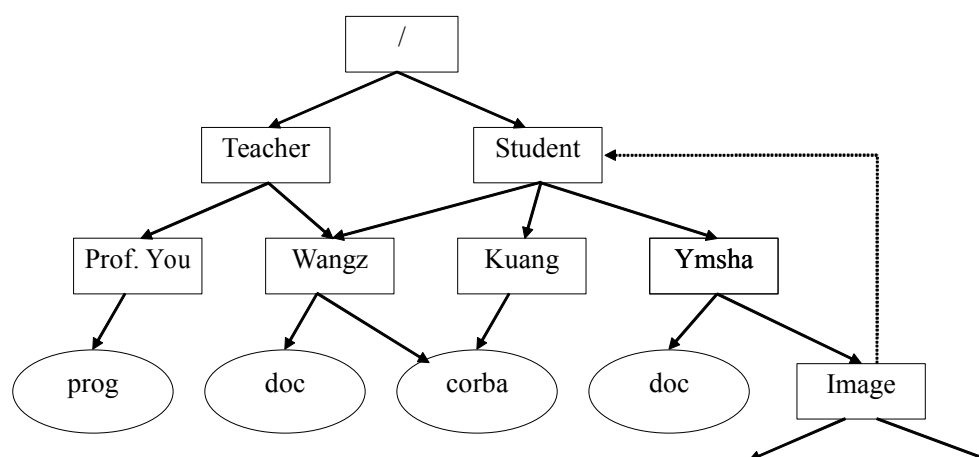 /
Teacher
Student
Prof. You
Wangz
Kuang
Ymsha
prog
doc
corba
doc
Image